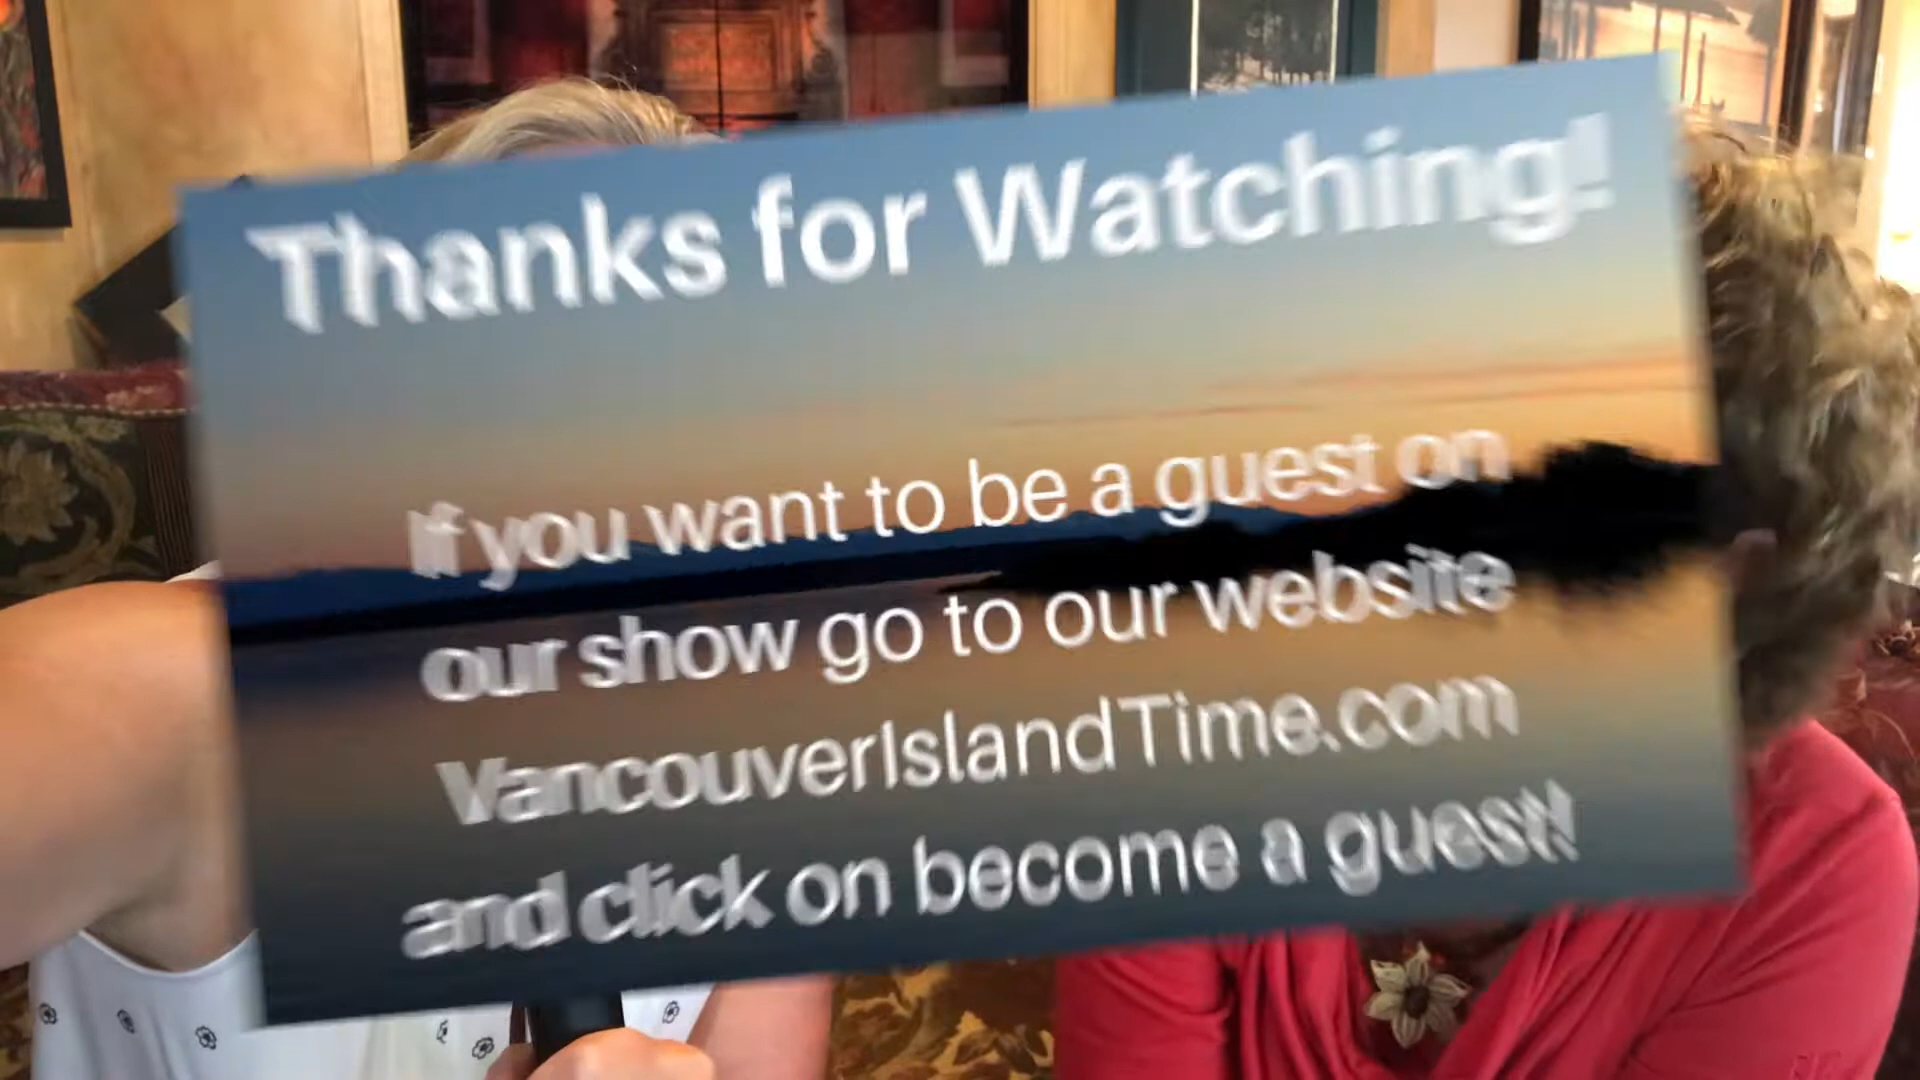 Thanks for Watching!
If you want to be a guest on
our show go to our website
VancouverIslandTime.com
and click on become a guest!